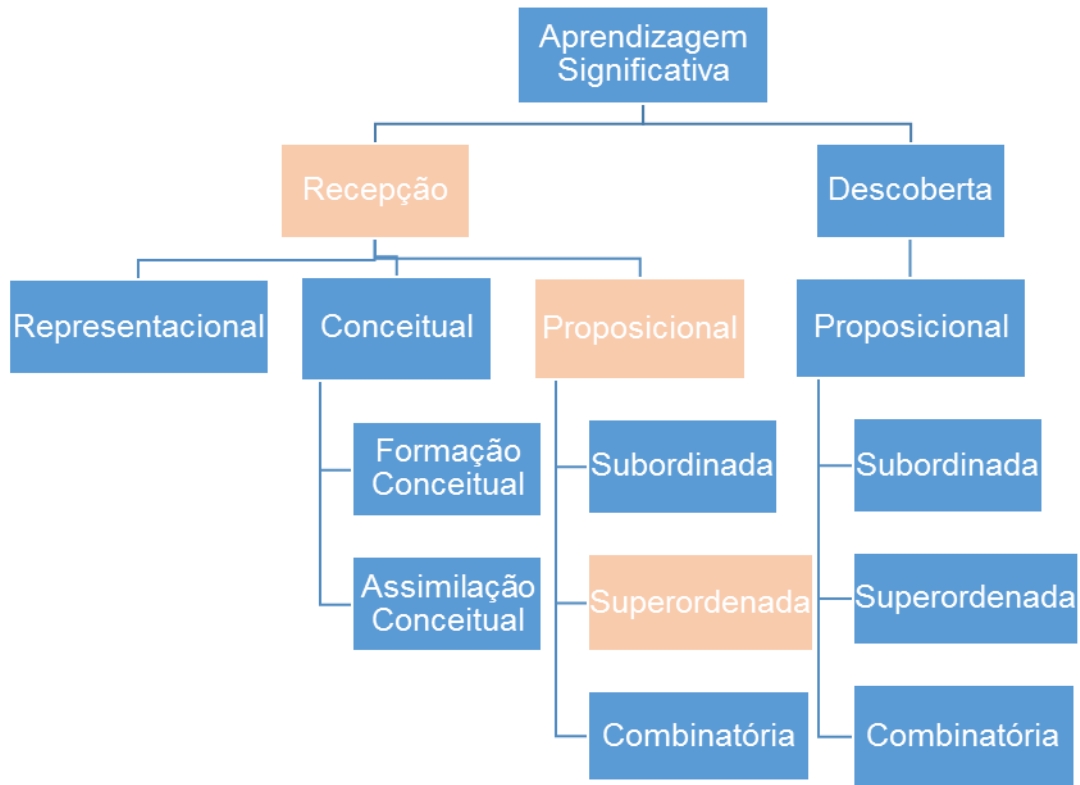 Aprendizagem
Significativa
Recepção
Descoberta
Representacional
Conceitual
Proposicional
Proposicional
Formação
Conceitual
Subordinada
Subordinada
Assimilação
Conceitual
Superordenada
Superordenada
Combinatória
Combinatória